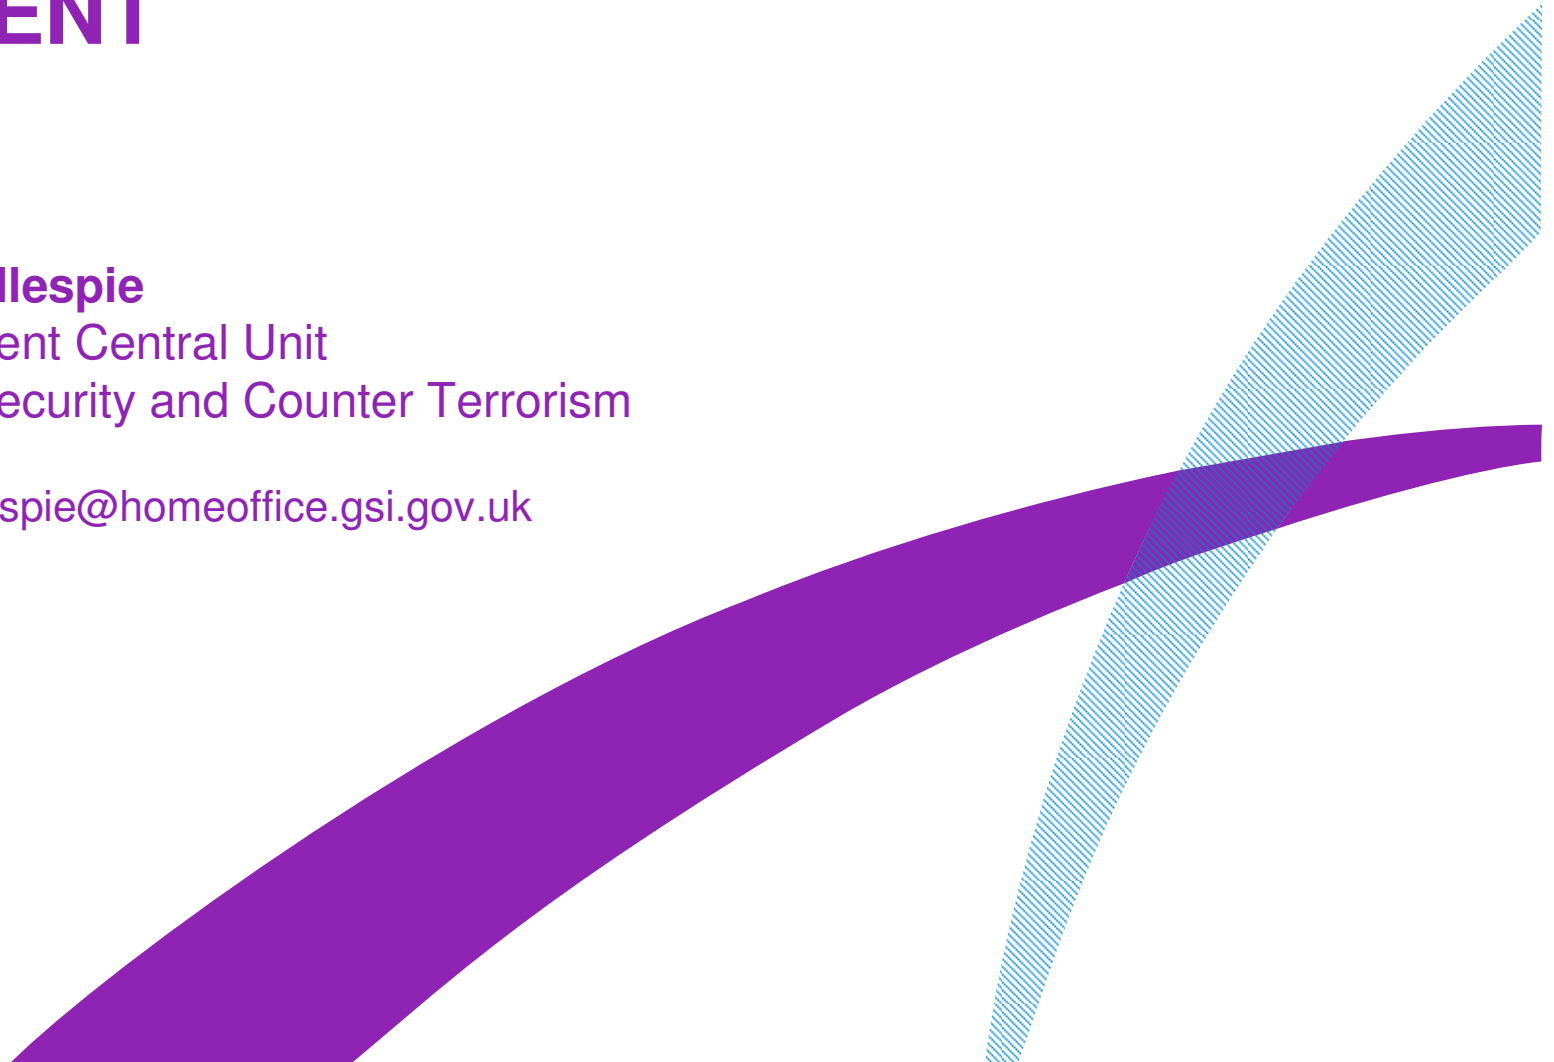 ENT
llespie
ent Central Unit
ecurity and Counter Terrorism
spie@homeoffice.gsi.gov.uk